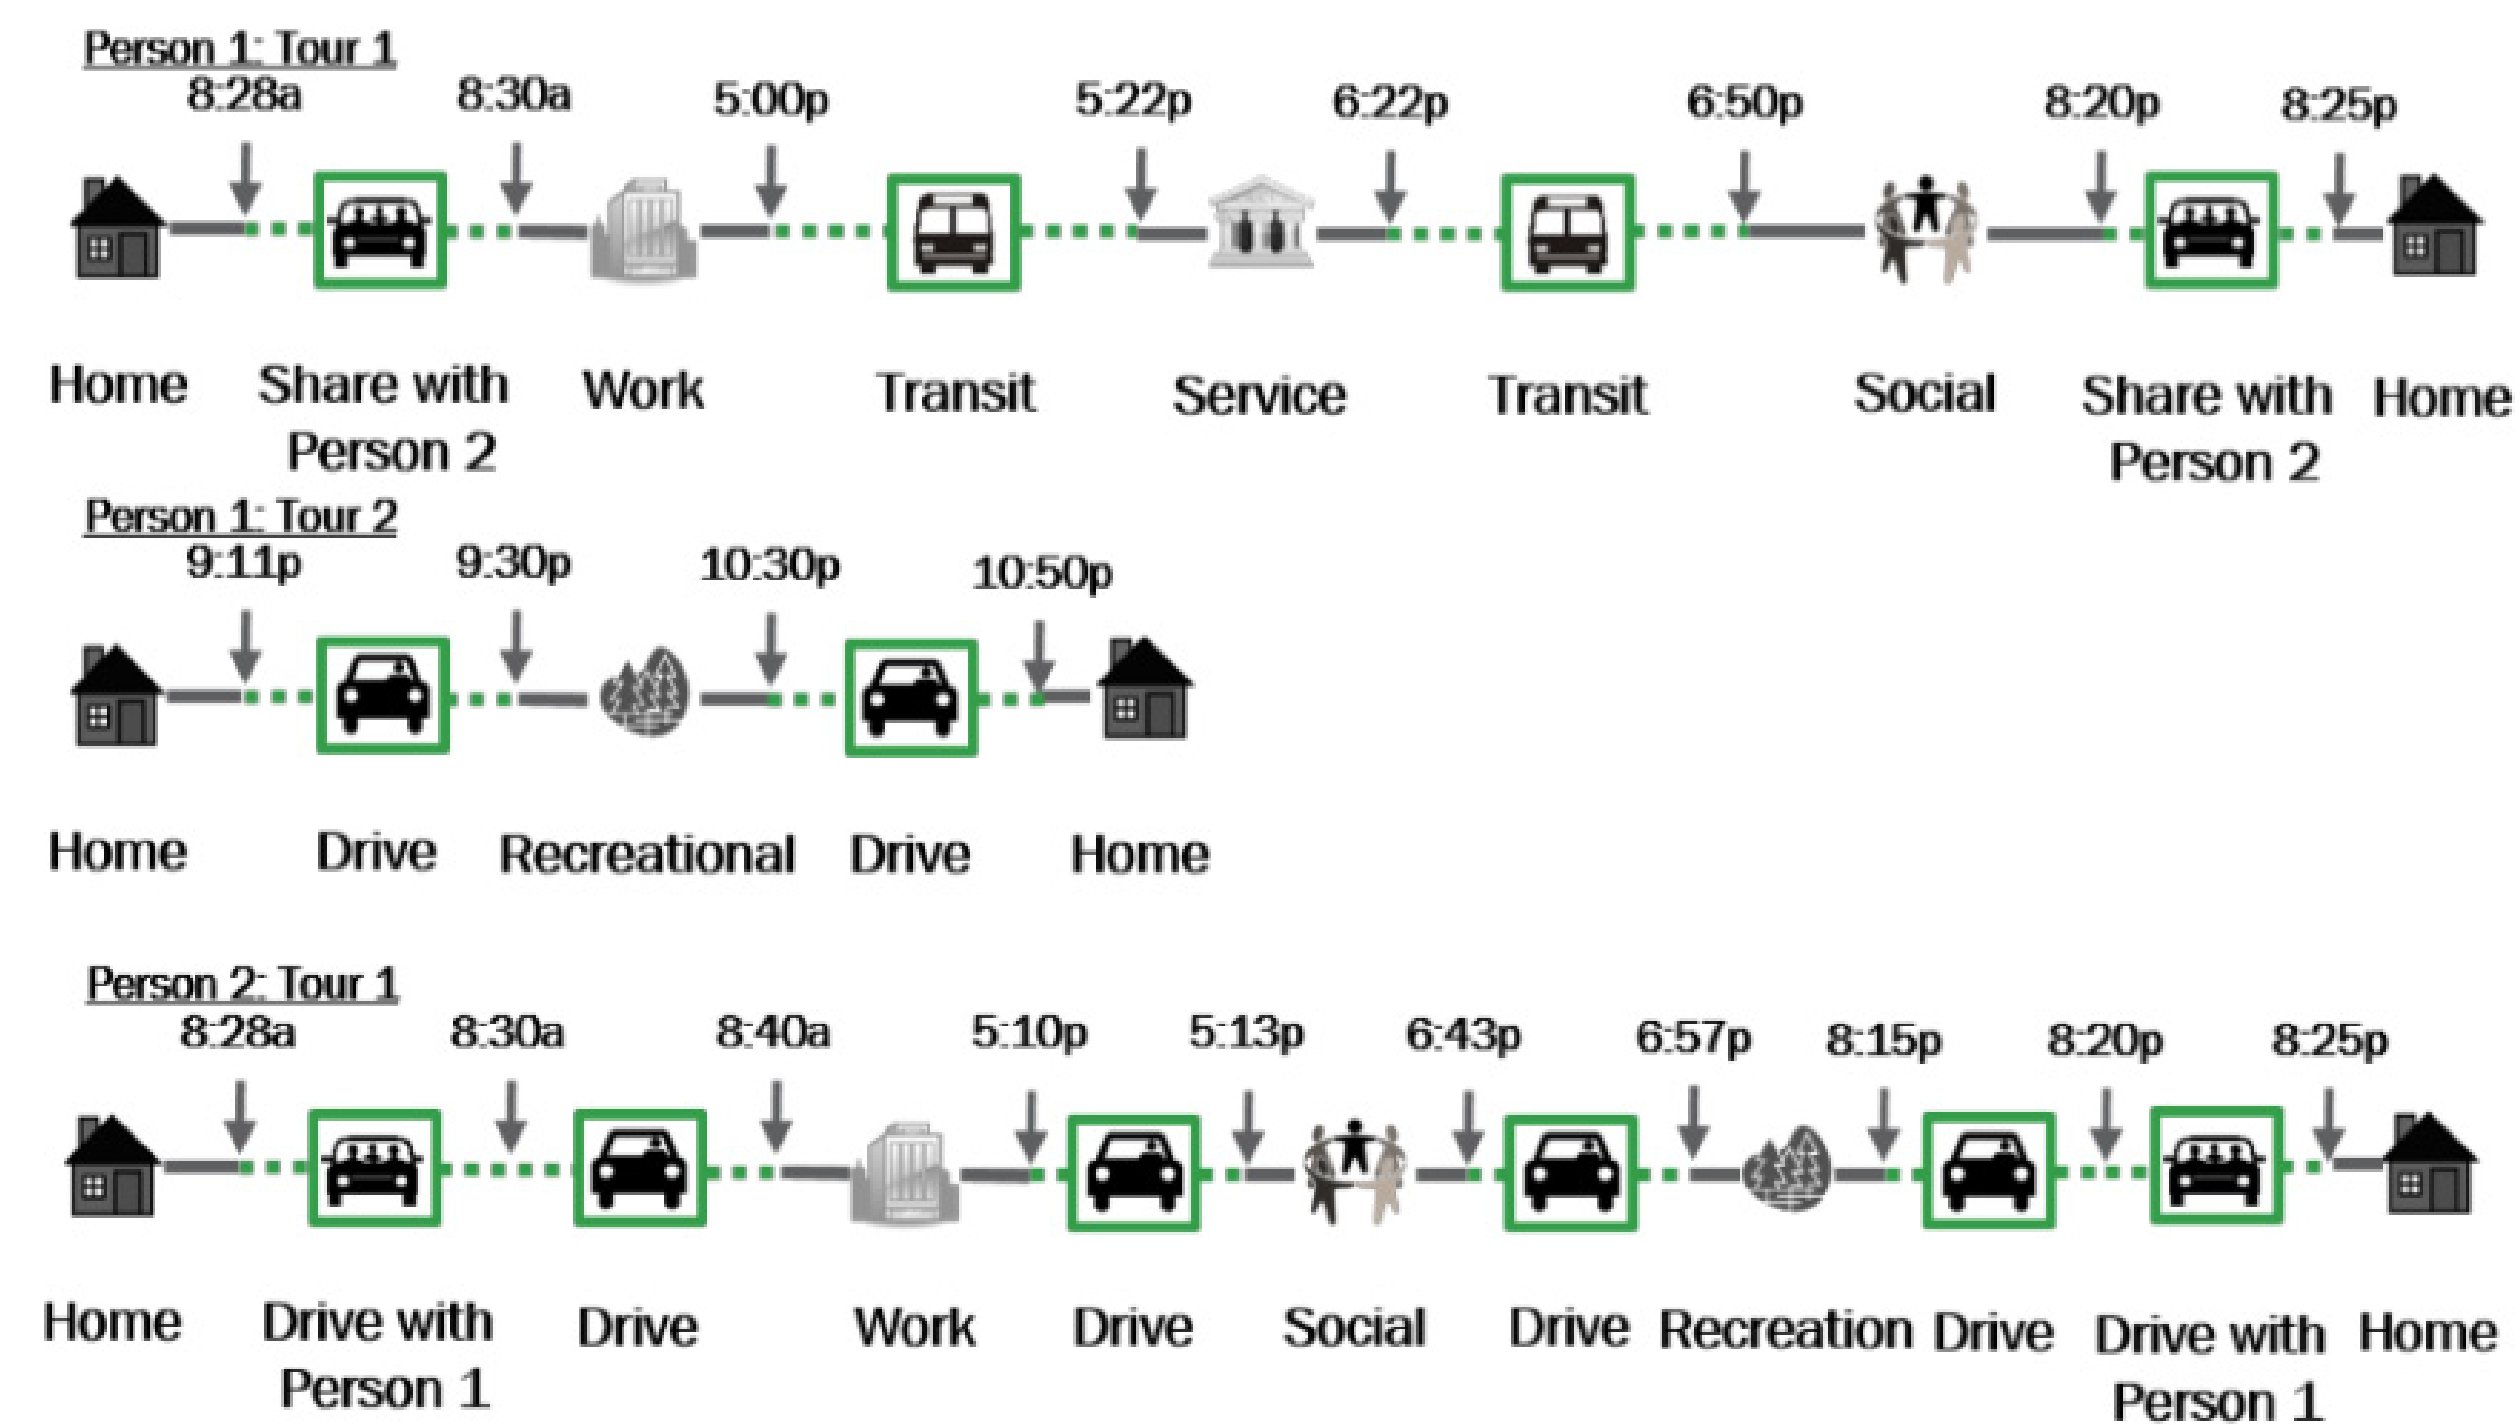 Person 1: Tour 1
8:28a 8:30a 5:00p 5:22p 6:22p 6:50p 8:20p 8:25p
Home Share with Work Transit Service Transit Social Share with Home
Person 2 Person 2
Person 1: Tour 2
9:11p 9:30p 10:30p 10:50p
Home Drive Recreational Drive Home
Person 2: Tour 1
8:28a 8:30a 8:40a 5:10p 5:13p 6:43p 6:57p 8:15p 8:20p 8:25p
Home Drive with Drive Work Drive Social Drive Recreation Drive Drive with Home
Person 1 Person 1